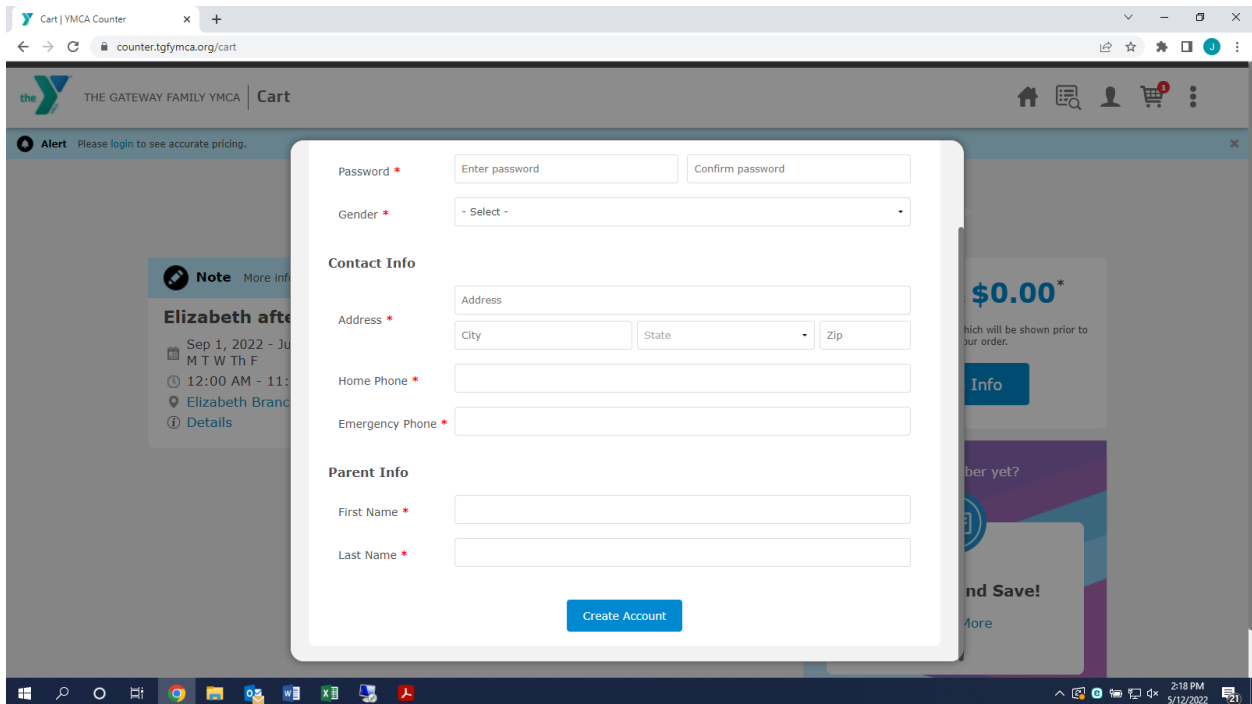 Cart | YMCA Counter
counter.tgfymca.org/cart
J
the
THE GATEWAY FAMILY YMCA
Cart
1
Alert Please login to see accurate pricing.
Password *
Enter password
Confirm password
Gender *
- Select -
Contact Info
Address *
Address
City
State
Zip
Home Phone *
Emergency Phone *
Parent Info
First Name *
Last Name *
Create Account
Note More inf
Elizabeth afte
Sep 1, 2022 - Ju
M T W Th F
12:00 AM - 11:
Elizabeth Branc
Details
$0.00*
hich will be shown prior to
our order.
Info
ber yet?
nd Save!
More
2:18 PM
5/12/2022
21